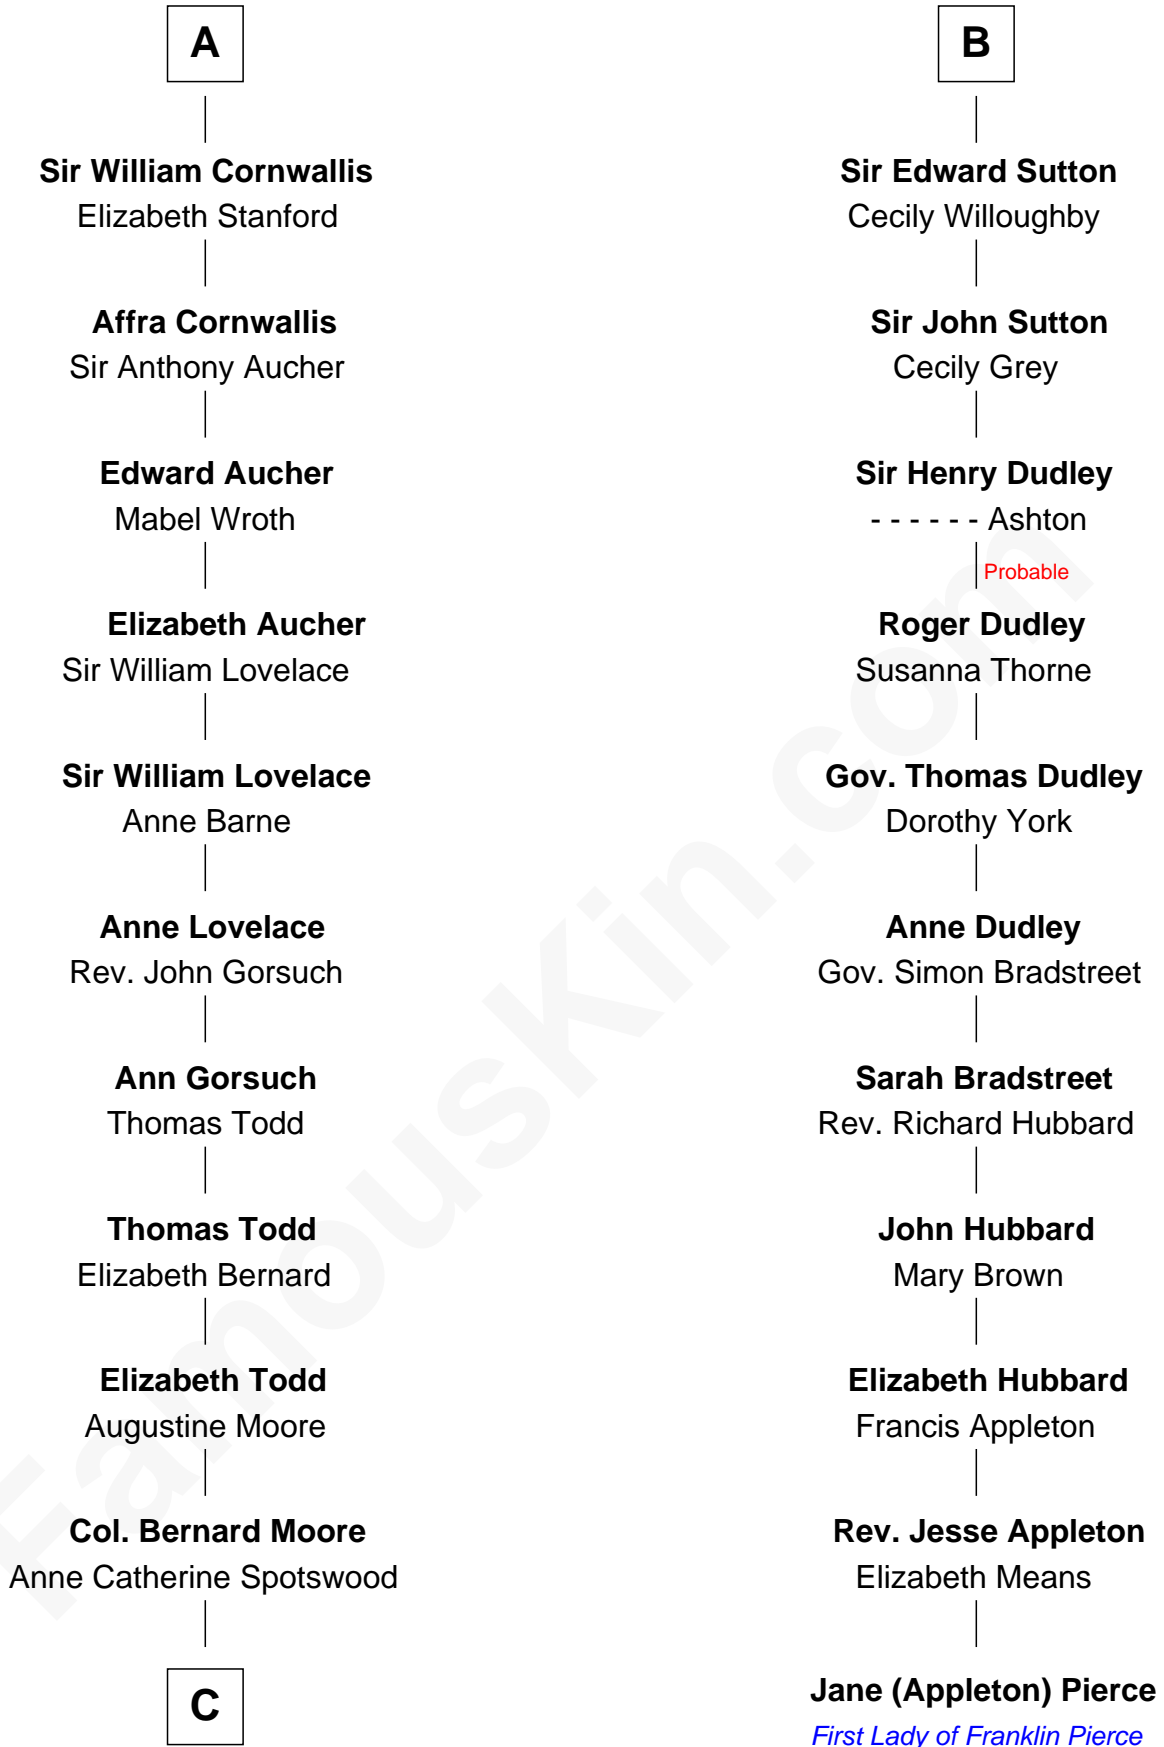 A
Sir William Cornwallis
Elizabeth Stanford
Affra Cornwallis
Sir Anthony Aucher
Edward Aucher
Mabel Wroth
Elizabeth Aucher
Sir William Lovelace
Sir William Lovelace
Anne Barne
Anne Lovelace
Rev. John Gorsuch
Ann Gorsuch
Thomas Todd
Thomas Todd
Elizabeth Bernard
Elizabeth Todd
Augustine Moore
Col. Bernard Moore
Anne Catherine Spotswood
C
B
Sir Edward Sutton
Cecily Willoughby
Sir John Sutton
Cecily Grey
Sir Henry Dudley
- - - - - - Ashton
Probable
Roger Dudley
Susanna Thorne
Gov. Thomas Dudley
Dorothy York
Anne Dudley
Gov. Simon Bradstreet
Sarah Bradstreet
Rev. Richard Hubbard
John Hubbard
Mary Brown
Elizabeth Hubbard
Francis Appleton
Rev. Jesse Appleton
Elizabeth Means
Jane (Appleton) Pierce
First Lady of Franklin Pierce
FamousKin.com